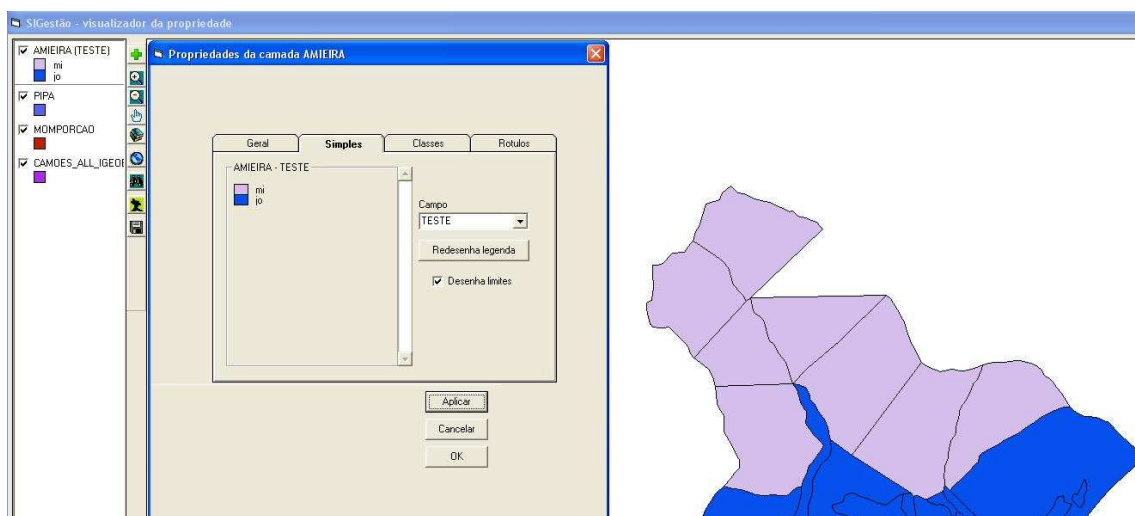 SIGestão - visualizador da propriedade
AMIEIRA (TESTE)
mi
jo
PIPA
MOMPORCAO
CAMOES_ALL_IGEOE
Propriedades da camada AMIEIRA
Geral
Simples
Classes
Rotulos
AMIEIRA - TESTE
mi
jo
Campo
TESTE
Redesenha legenda
Desenha limites
Aplicar
Cancelar
OK